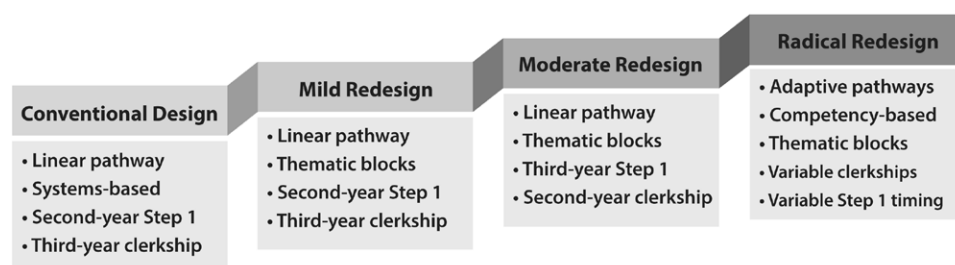 Conventional Design
• Linear pathway
• Systems-based
• Second-year Step 1
• Third-year clerkship
Mild Redesign
• Linear pathway
• Thematic blocks
• Second-year Step 1
• Third-year clerkship
Moderate Redesign
• Linear pathway
• Thematic blocks
• Third-year Step 1
• Second-year clerkship
Radical Redesign
• Adaptive pathways
• Competency-based
• Thematic blocks
• Variable clerkships
• Variable Step 1 timing